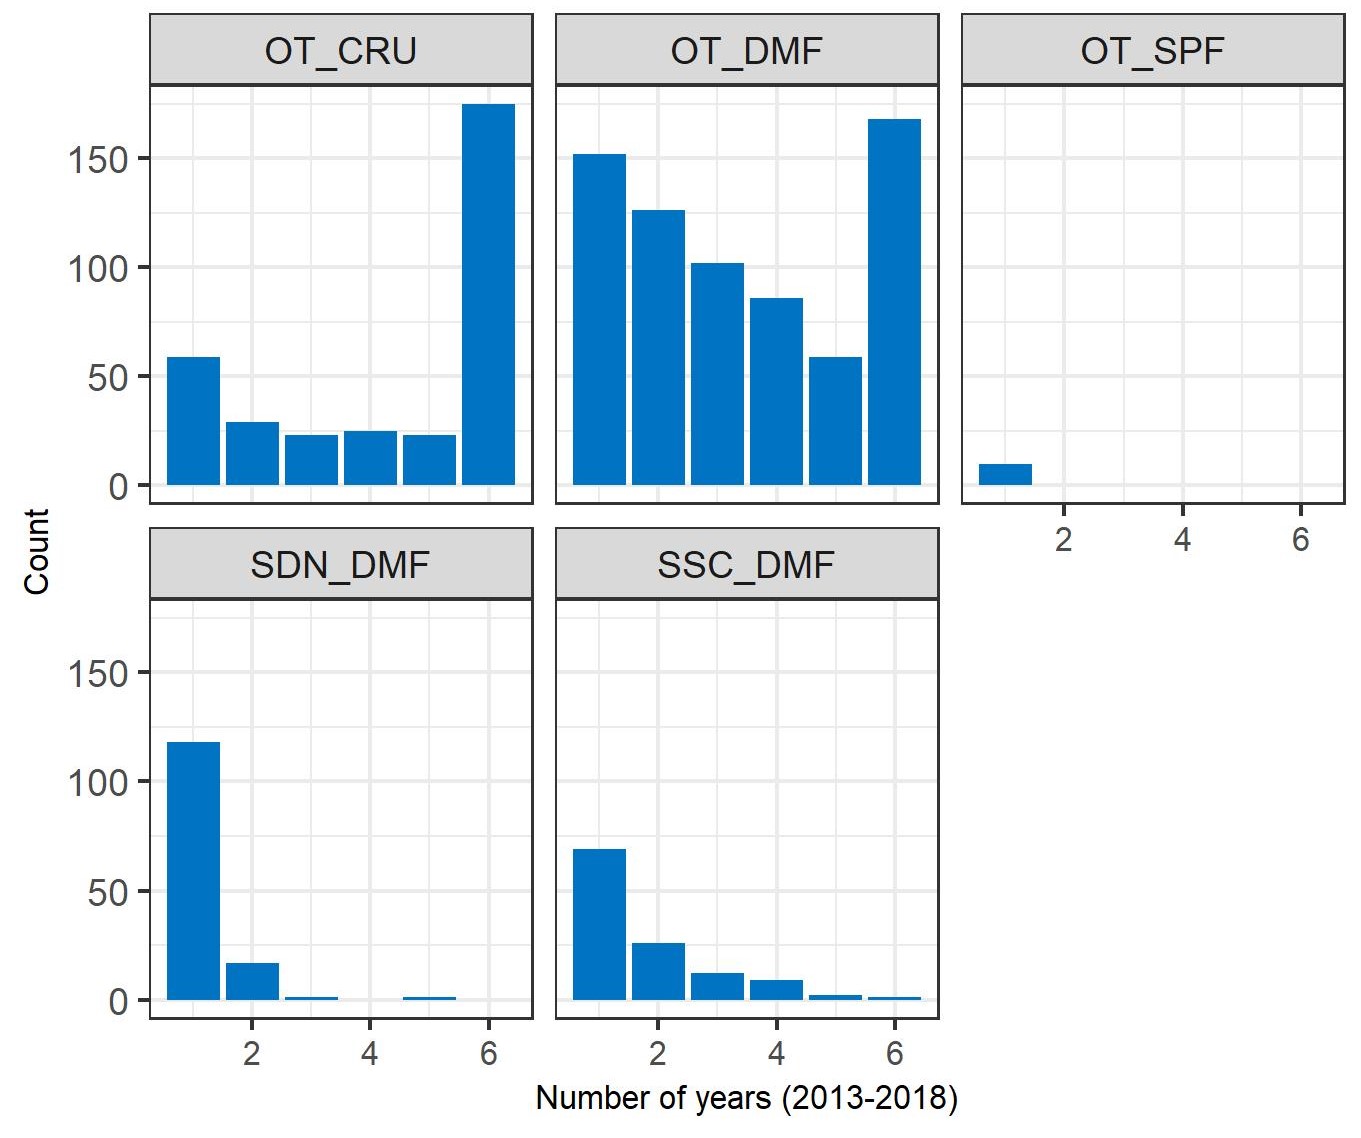 OT_CRU OT_DMF OT_SPF
150
100
50
0
2 4 6
Count
SDN_DMF SSC_DMF
150
100
50
0
2 4 6 2 4 6
Number of years (2013-2018)